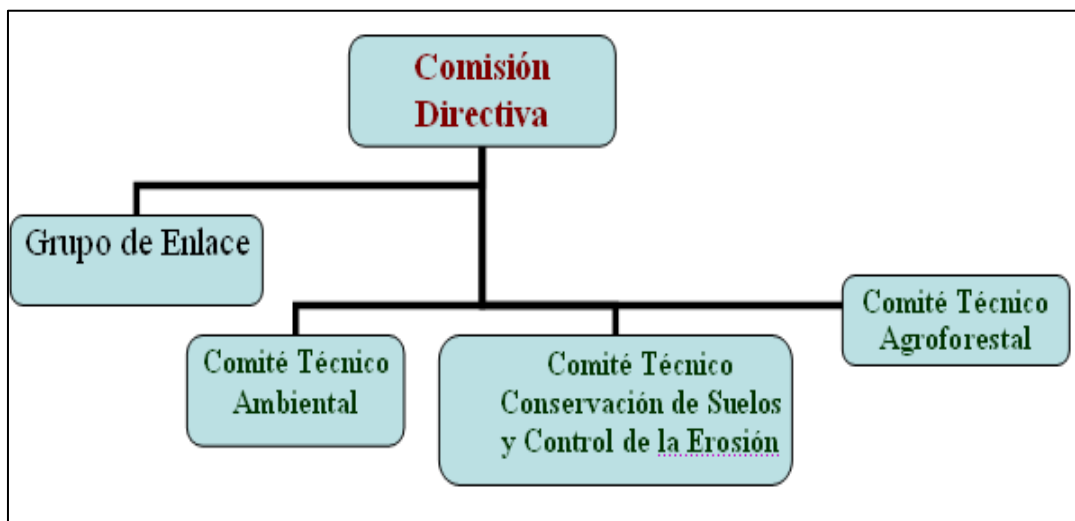 Comisión
Directiva
Grupo de Enlace
Comité Técnico
Ambiental
Comité Técnico
Conservación de Suelos
y Control de la Erosión
Comité Técnico
Agroforestal